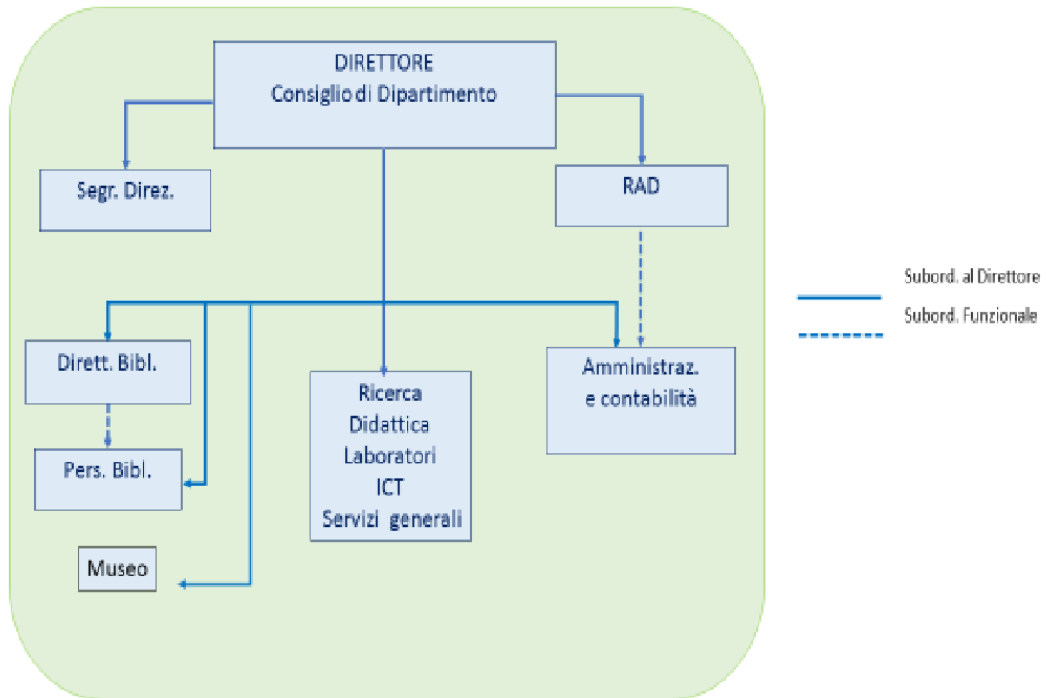 DIRETTORE
Consiglio di Dipartimento
Segr. Direz.
RAD
Subord. al Direttore
Subord. Funzionale
Dirett. Bibl.
Amministraz.
e contabilità
Ricerca
Didattica
Laboratori
ICT
Servizi generali
Pers. Bibl.
Museo